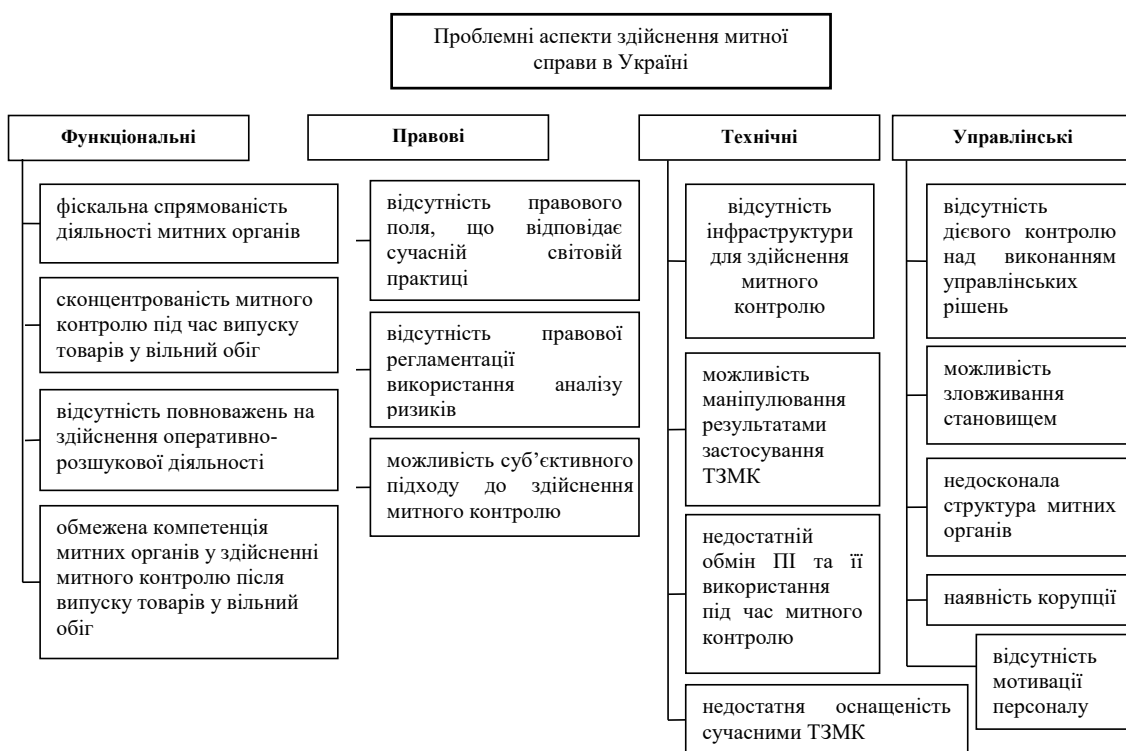 Проблемні аспекти здійснення митної
справи в Україні
Функціональні
фіскальна спрямованість
діяльності митних органів
сконцентрованість митного
контролю під час випуску
товарів у вільний обіг
відсутність повноважень на
здійснення оперативно-
розшукової діяльності
обмежена компетенція
митних органів у здійсненні
митного контролю після
випуску товарів у вільний
обіг
Правові
відсутність правового
поля, що відповідає
сучасній світовій
практиці
відсутність правової
регламентації
використання аналізу
ризиків
можливість суб’єктивного
підходу до здійснення
митного контролю
Технічні
відсутність
інфраструктури
для здійснення
митного
контролю
можливість
маніпулювання
результатами
застосування
ТЗМК
недостатній
обмін ПІ та її
використання
під час митного
контролю
недостатня оснащеність
сучасними ТЗМК
Управлінські
відсутність
дієвого контролю
над виконанням
управлінських
рішень
можливість
зловживання
становищем
недосконала
структура митних
органів
наявність корупції
відсутність
мотивації
персоналу